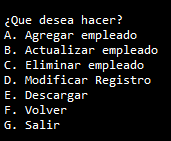 ¿Que desea hacer?
A. Agregar empleado
B. Actualizar empleado
C. Eliminar empleado
D. Modificar Registro
E. Descargar
F. Volver
G. Salir